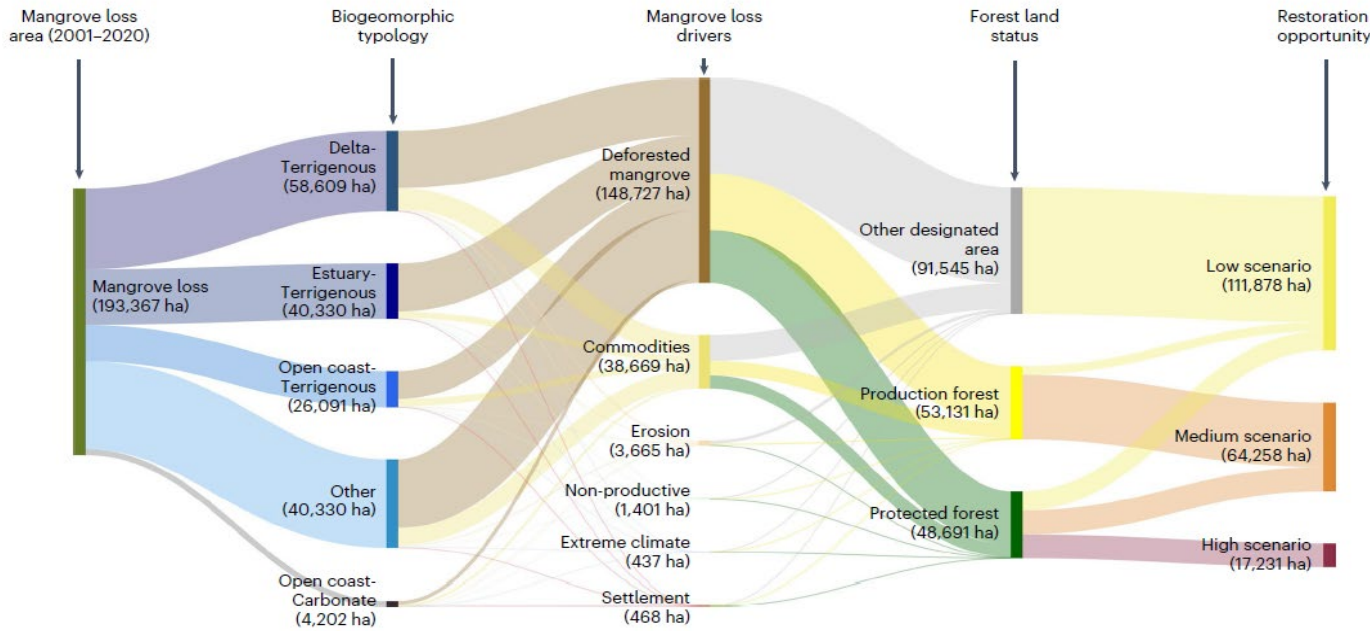 Mangrove loss
area (2001–2020)
Biogeomorphic
typology
Mangrove loss
drivers
Forest land
status
Restoration
opportunity
Mangrove loss
(193,367 ha)
Delta-
Terrigenous
(58,609 ha)
Estuary-
Terrigenous
(40,330 ha)
Open coast-
Terrigenous
(26,091 ha)
Other
(40,330 ha)
Open coast-
Carbonate
(4,202 ha)
Deforested
mangrove
(148,727 ha)
Commodities
(38,669 ha)
Erosion
(3,665 ha)
Non-productive
(1,401 ha)
Extreme climate
(437 ha)
Settlement
(468 ha)
Other designated
area
(91,545 ha)
Production forest
(53,131 ha)
Protected forest
(48,691 ha)
Low scenario
(111,878 ha)
Medium scenario
(64,258 ha)
High scenario
(17,231 ha)